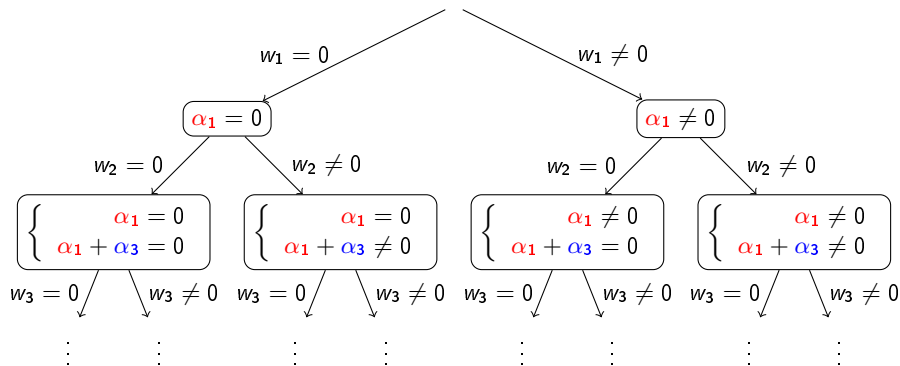 w₁ = 0 w₁ ≠ 0
α₁ = 0 α₁ ≠ 0
w₂ = 0 w₂ ≠ 0 w₂ = 0 w₂ ≠ 0
{ α₁ = 0 { α₁ = 0 { α₁ ≠ 0 { α₁ ≠ 0
α₁ + α₃ = 0 α₁ + α₃ ≠ 0 α₁ + α₃ = 0 α₁ + α₃ ≠ 0
w₃ = 0 w₃ ≠ 0 w₃ = 0 w₃ ≠ 0 w₃ = 0 w₃ ≠ 0 w₃ = 0 w₃ ≠ 0
⋮ ⋮ ⋮ ⋮ ⋮ ⋮ ⋮ ⋮